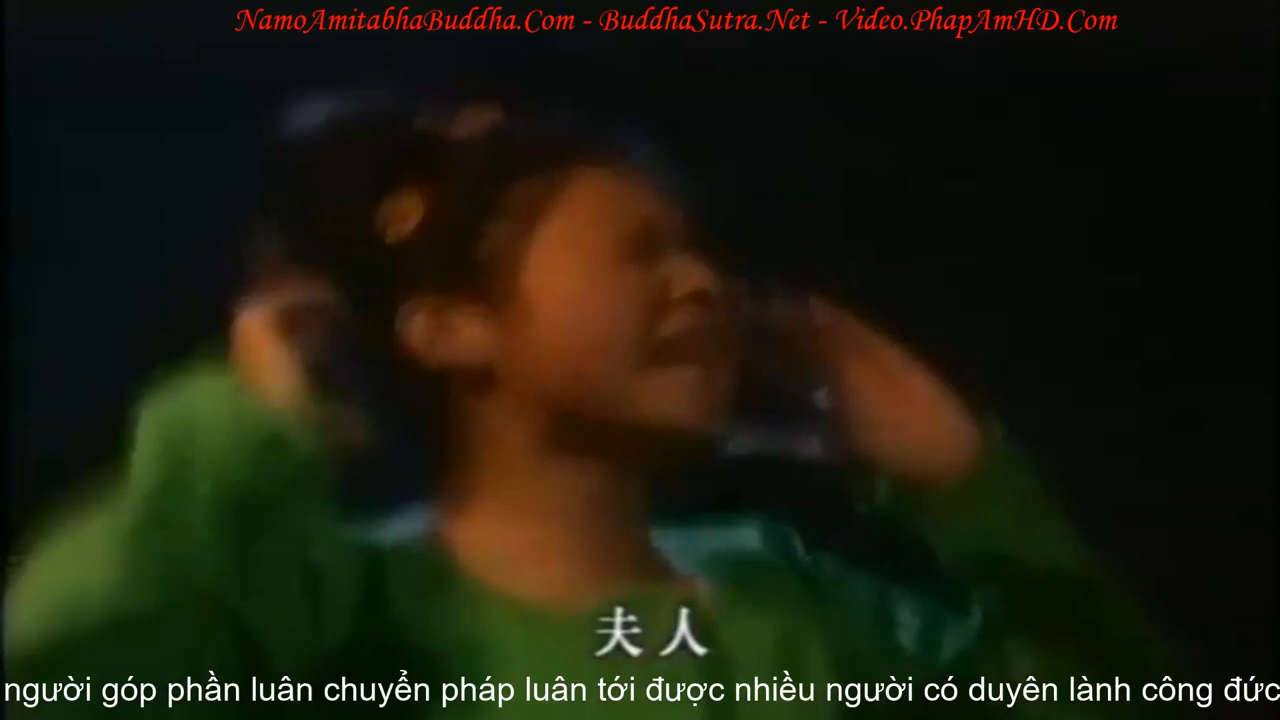 NamoAmitabhaBuddha.Com - BuddhaSutra.Net - Video.PhapAmHD.Com
夫人
người góp phần luân chuyển pháp luân tới được nhiều người có duyên lành công đức